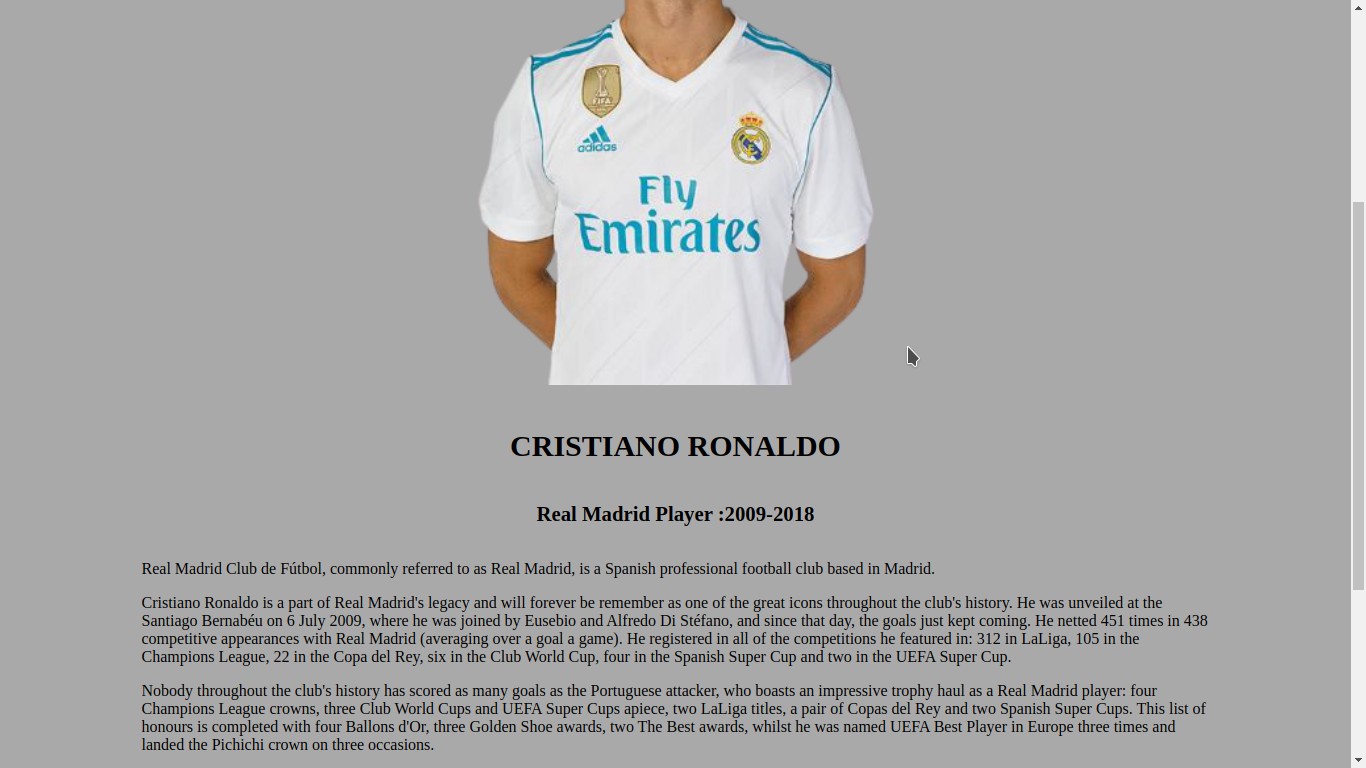 FIFA
adidas
Fly
Emirates
CRISTIANO RONALDO
Real Madrid Player :2009-2018
Real Madrid Club de Fútbol, commonly referred to as Real Madrid, is a Spanish professional football club based in Madrid.
Cristiano Ronaldo is a part of Real Madrid's legacy and will forever be remember as one of the great icons throughout the club's history. He was unveiled at the
Santiago Bernabéu on 6 July 2009, where he was joined by Eusebio and Alfredo Di Stéfano, and since that day, the goals just kept coming. He netted 451 times in 438
competitive appearances with Real Madrid (averaging over a goal a game). He registered in all of the competitions he featured in: 312 in LaLiga, 105 in the
Champions League, 22 in the Copa del Rey, six in the Club World Cup, four in the Spanish Super Cup and two in the UEFA Super Cup.
Nobody throughout the club's history has scored as many goals as the Portuguese attacker, who boasts an impressive trophy haul as a Real Madrid player: four
Champions League crowns, three Club World Cups and UEFA Super Cups apiece, two LaLiga titles, a pair of Copas del Rey and two Spanish Super Cups. This list of
honours is completed with four Ballons d'Or, three Golden Shoe awards, two The Best awards, whilst he was named UEFA Best Player in Europe three times and
landed the Pichichi crown on three occasions.